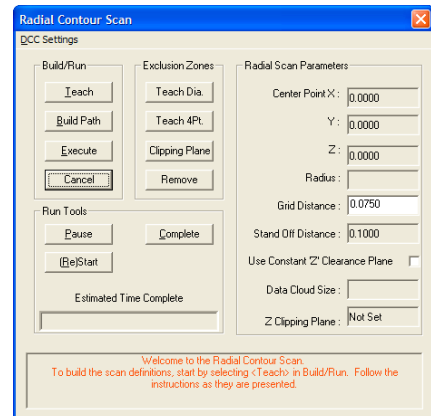 Radial Contour Scan
DCC Settings
Build/Run
Teach
Build Path
Execute
Cancel
Exclusion Zones
Teach Dia.
Teach 4Pt.
Clipping Plane
Remove
Run Tools
Pause
Complete
(Re)Start
Estimated Time Complete
Radial Scan Parameters
Center Point X : 0.0000
Y : 0.0000
Z : 0.0000
Radius :
Grid Distance : 0.0750
Stand Off Distance : 0.1000
Use Constant 'Z' Clearance Plane
Data Cloud Size :
Z Clipping Plane : Not Set
Welcome to the Radial Contour Scan.
To build the scan definitions, start by selecting <Teach> in Build/Run. Follow the
instructions as they are presented.